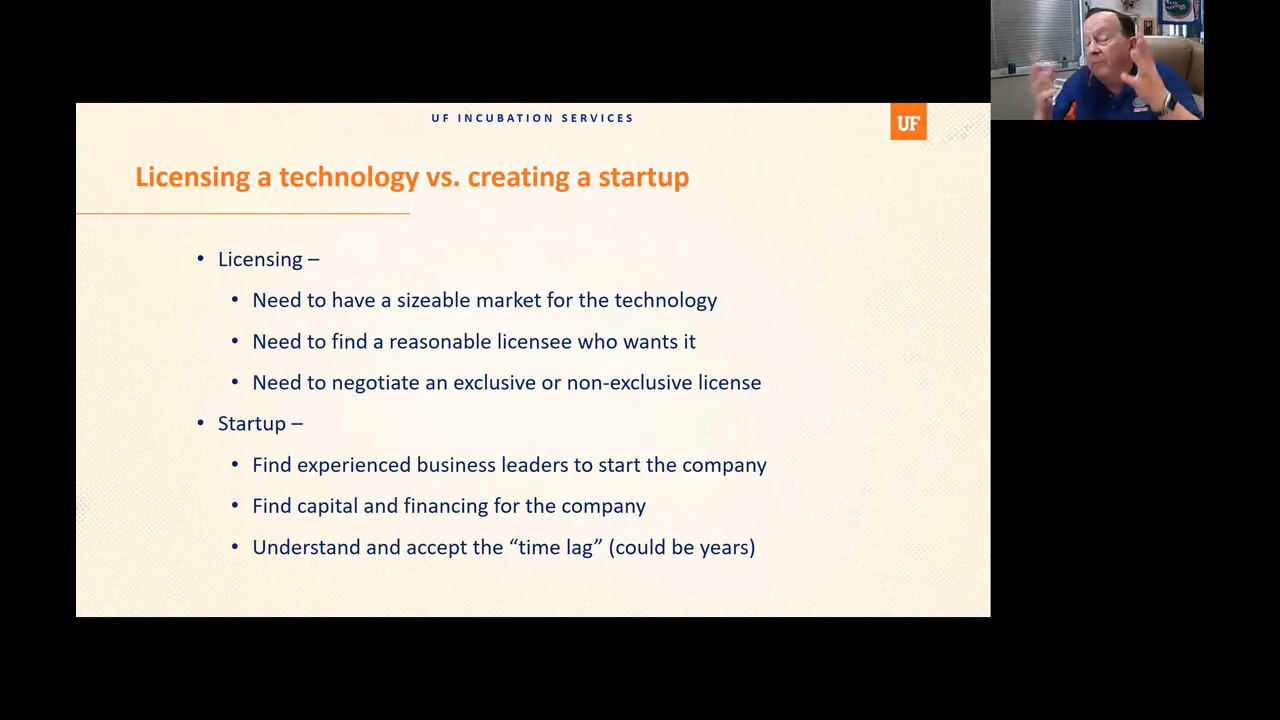 UF INCUBATION SERVICES
UF
Licensing a technology vs. creating a startup
• Licensing –
• Need to have a sizeable market for the technology
• Need to find a reasonable licensee who wants it
• Need to negotiate an exclusive or non-exclusive license
• Startup –
• Find experienced business leaders to start the company
• Find capital and financing for the company
• Understand and accept the “time lag” (could be years)